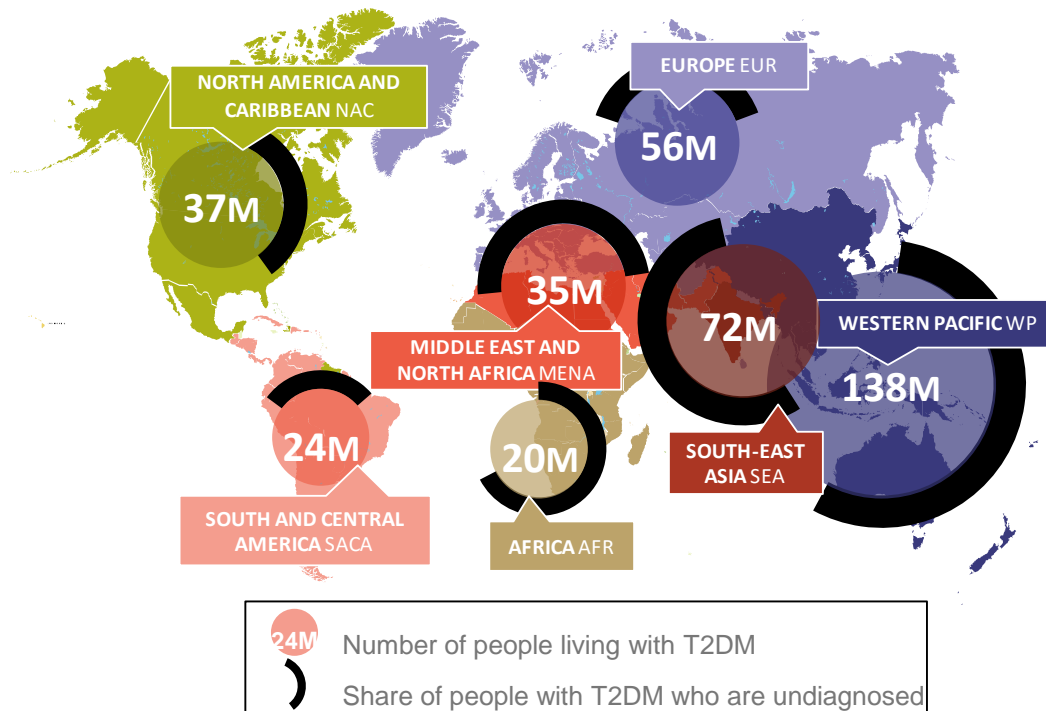 NORTH AMERICA AND
CARIBBEAN NAC
37M
EUROPE EUR
56M
35M
MIDDLE EAST AND
NORTH AFRICA MENA
72M
WESTERN PACIFIC WP
138M
SOUTH-EAST
ASIA SEA
24M
SOUTH AND CENTRAL
AMERICA SACA
20M
AFRICA AFR
24M
Number of people living with T2DM
Share of people with T2DM who are undiagnosed